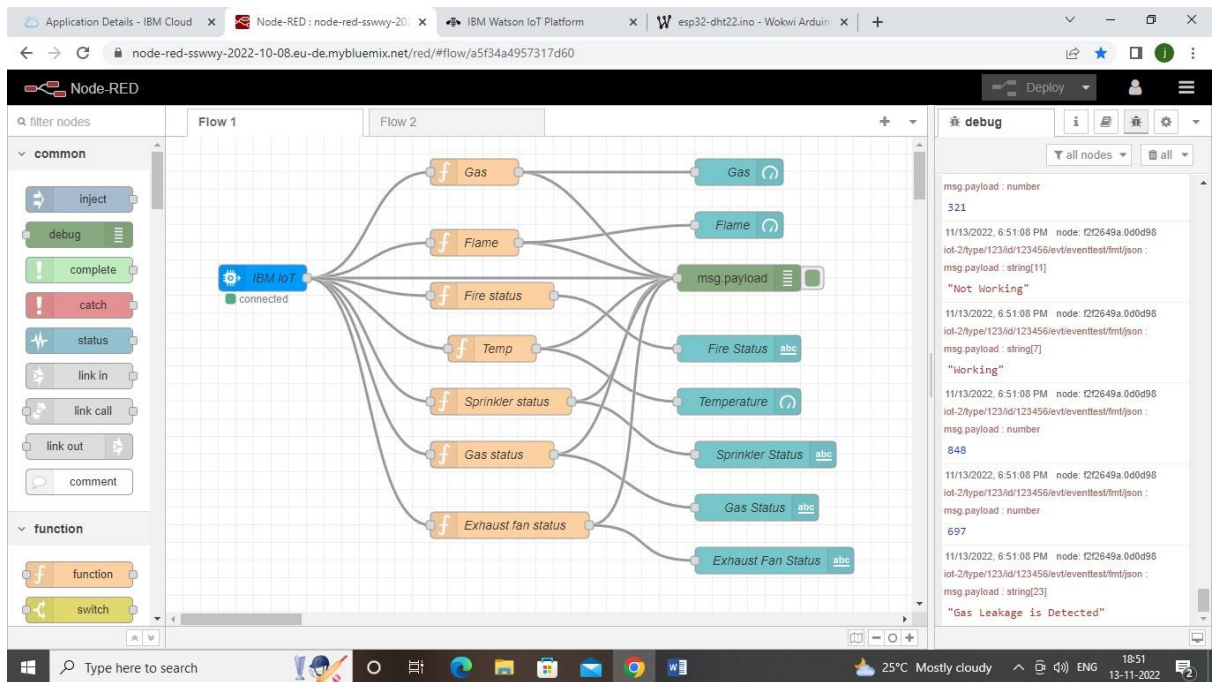 Application Details - IBM Cloud
Node-RED : node-red-sswwy-202
IBM Watson IoT Platform
esp32-dht22.ino - Wokwi Arduin
node-red-sswwy-2022-10-08.eu-de.mybluemix.net/red/#flow/a5f34a4957317d60
j
Node-RED
Deploy
filter nodes
Flow 1
Flow 2
debug
i
all nodes
all
common
inject
debug
complete
catch
status
link in
link call
link out
comment
function
function
switch
IBM IoT
connected
Gas
Flame
Fire status
Temp
Sprinkler status
Gas status
Exhaust fan status
Gas
Flame
msg.payload
Fire Status abc
Temperature
Sprinkler Status abc
Gas Status abc
Exhaust Fan Status abc
msg.payload : number
321
11/13/2022, 6:51:08 PM node: f2f2649a.0d0d98
iot-2/type/123/id/123456/evt/eventtest/fmt/json :
msg.payload : string[11]
"Not Working"
11/13/2022, 6:51:08 PM node: f2f2649a.0d0d98
iot-2/type/123/id/123456/evt/eventtest/fmt/json :
msg.payload : string[7]
"Working"
11/13/2022, 6:51:08 PM node: f2f2649a.0d0d98
iot-2/type/123/id/123456/evt/eventtest/fmt/json :
msg.payload : number
848
11/13/2022, 6:51:08 PM node: f2f2649a.0d0d98
iot-2/type/123/id/123456/evt/eventtest/fmt/json :
msg.payload : number
697
11/13/2022, 6:51:08 PM node: f2f2649a.0d0d98
iot-2/type/123/id/123456/evt/eventtest/fmt/json :
msg.payload : string[23]
"Gas Leakage is Detected"
Type here to search
25°C Mostly cloudy
ENG
18:51
13-11-2022
2